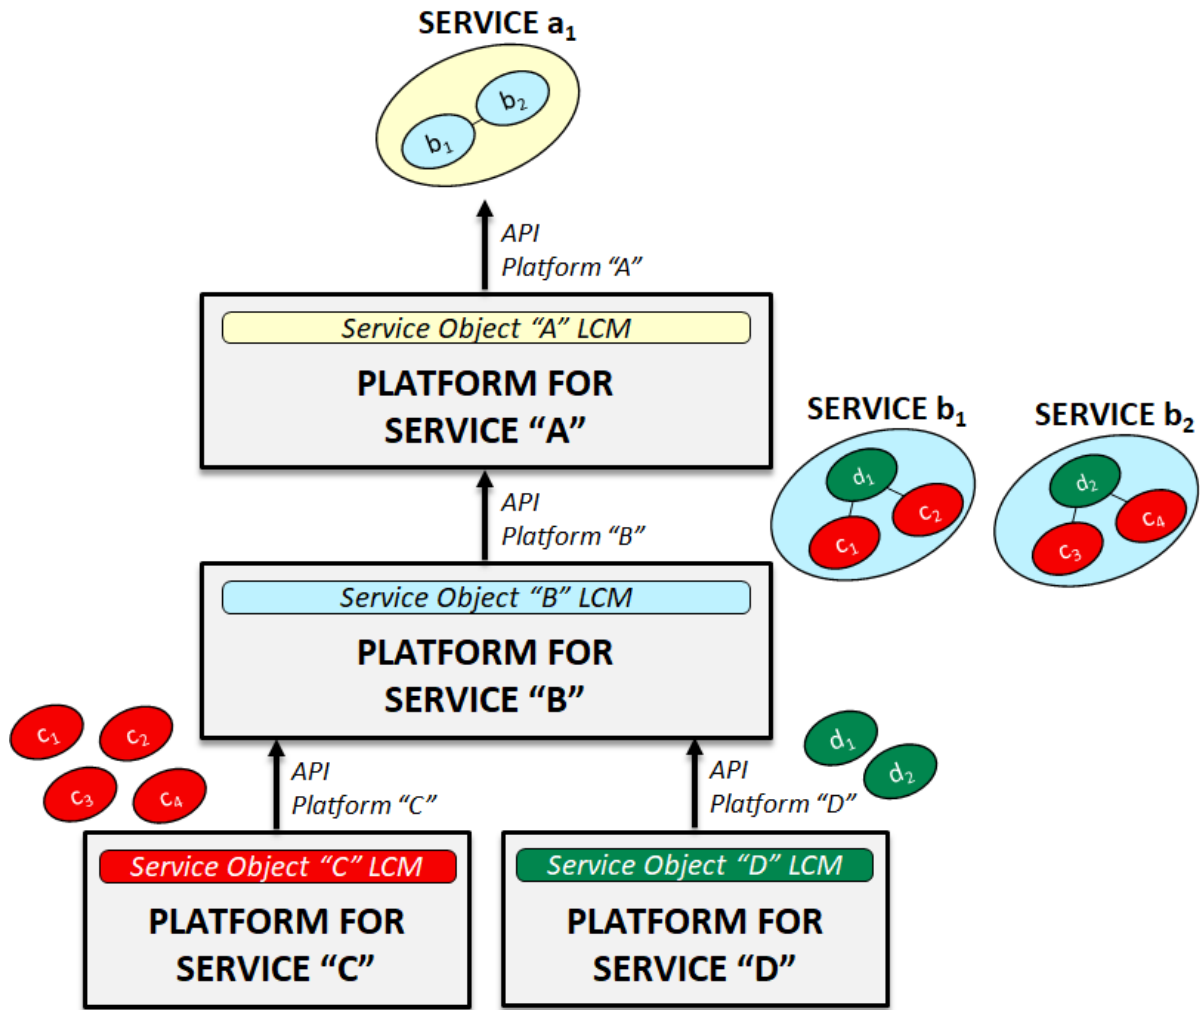 SERVICE a₁
b₂
b₁
API
Platform “A”
Service Object “A” LCM
PLATFORM FOR
SERVICE “A”
SERVICE b₁
d₁
c₂
c₁
SERVICE b₂
d₂
c₄
c₃
API
Platform “B”
Service Object “B” LCM
PLATFORM FOR
SERVICE “B”
c₁
c₂
c₃
c₄
API
Platform “C”
API
Platform “D”
d₁
d₂
Service Object “C” LCM
PLATFORM FOR
SERVICE “C”
Service Object “D” LCM
PLATFORM FOR
SERVICE “D”